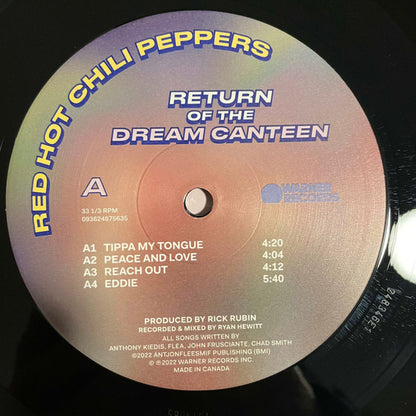 RED HOT CHILI PEPPERS
RETURN
OF THE
DREAM CANTEEN
A
33 1/3 RPM
093624875635
WARNER
RECORDS
A1 TIPPA MY TONGUE 4:20
A2 PEACE AND LOVE 4:04
A3 REACH OUT 4:12
A4 EDDIE 5:40
PRODUCED BY RICK RUBIN
RECORDED & MIXED BY RYAN HEWITT
ALL SONGS WRITTEN BY
ANTHONY KIEDIS, FLEA, JOHN FRUSCIANTE, CHAD SMITH
©2022 ANTJONFLEESMIF PUBLISHING (BMI)
© ℗ 2022 WARNER RECORDS INC.
MADE IN CANADA